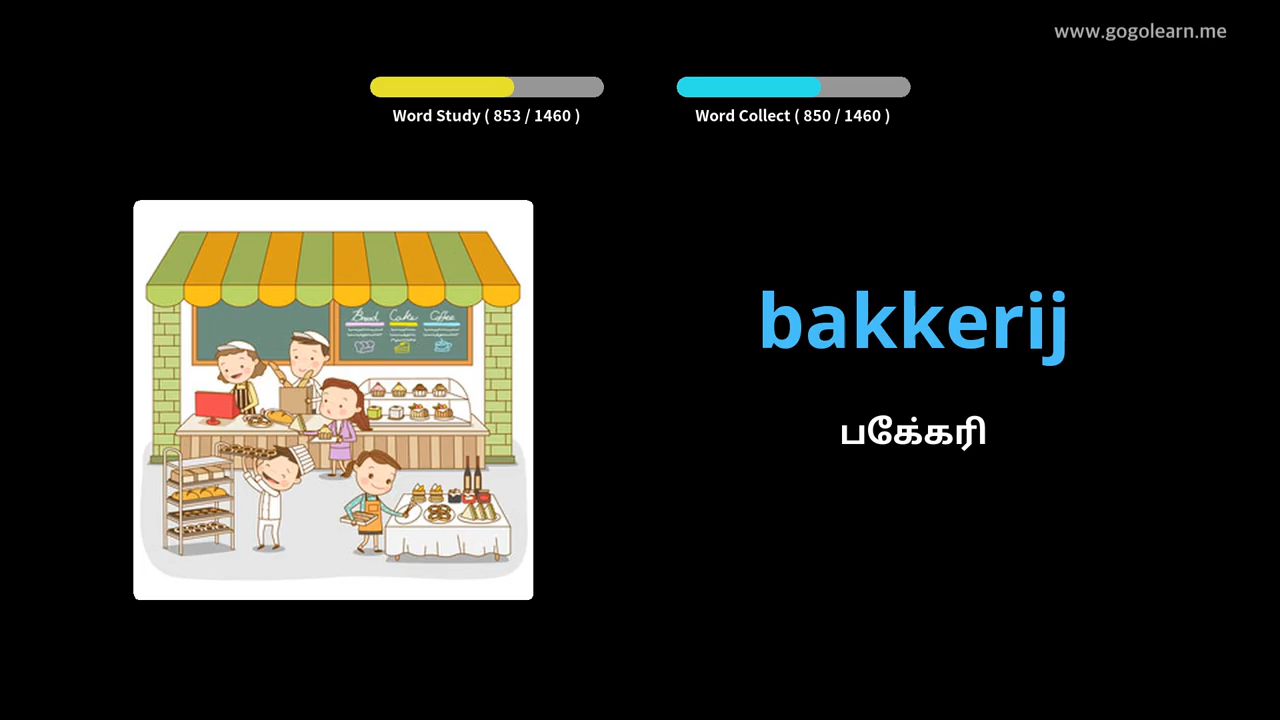 www.gogolearn.me
Word Study ( 853 / 1460 )
Word Collect ( 850 / 1460 )
Bread Cake Coffee
bakkerij
பேக்கரி